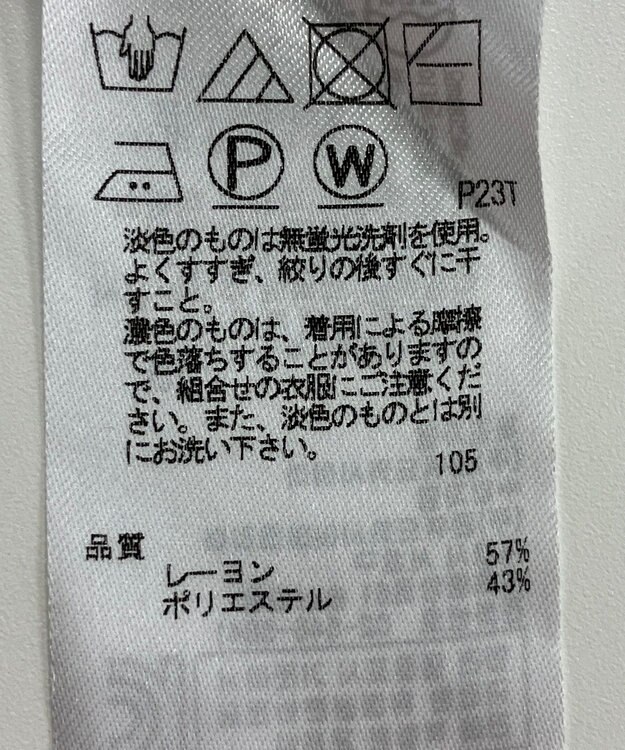 P W
P23T
淡色のものは無蛍光洗剤を使用。
よくすすぎ、絞りの後すぐに干
すこと。
濃色のものは、着用による摩擦
で色落ちすることがありますの
で、組合せの衣服にご注意くだ
さい。また、淡色のものとは別
にお洗い下さい。
105
品質
レーヨン 57%
ポリエステル 43%